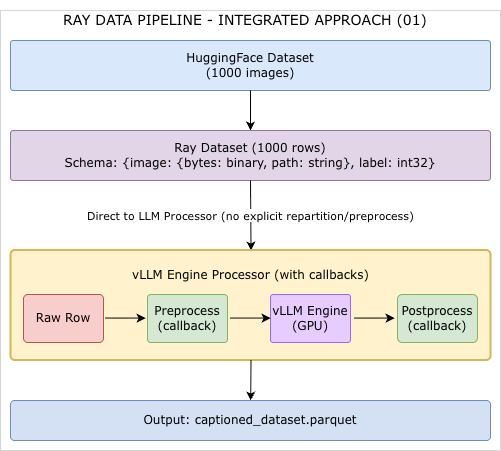 RAY DATA PIPELINE - INTEGRATED APPROACH (01)
HuggingFace Dataset
(1000 images)
Ray Dataset (1000 rows)
Schema: {image: {bytes: binary, path: string}, label: int32}
Direct to LLM Processor (no explicit repartition/preprocess)
vLLM Engine Processor (with callbacks)
Raw Row
Preprocess
(callback)
vLLM Engine
(GPU)
Postprocess
(callback)
Output: captioned_dataset.parquet